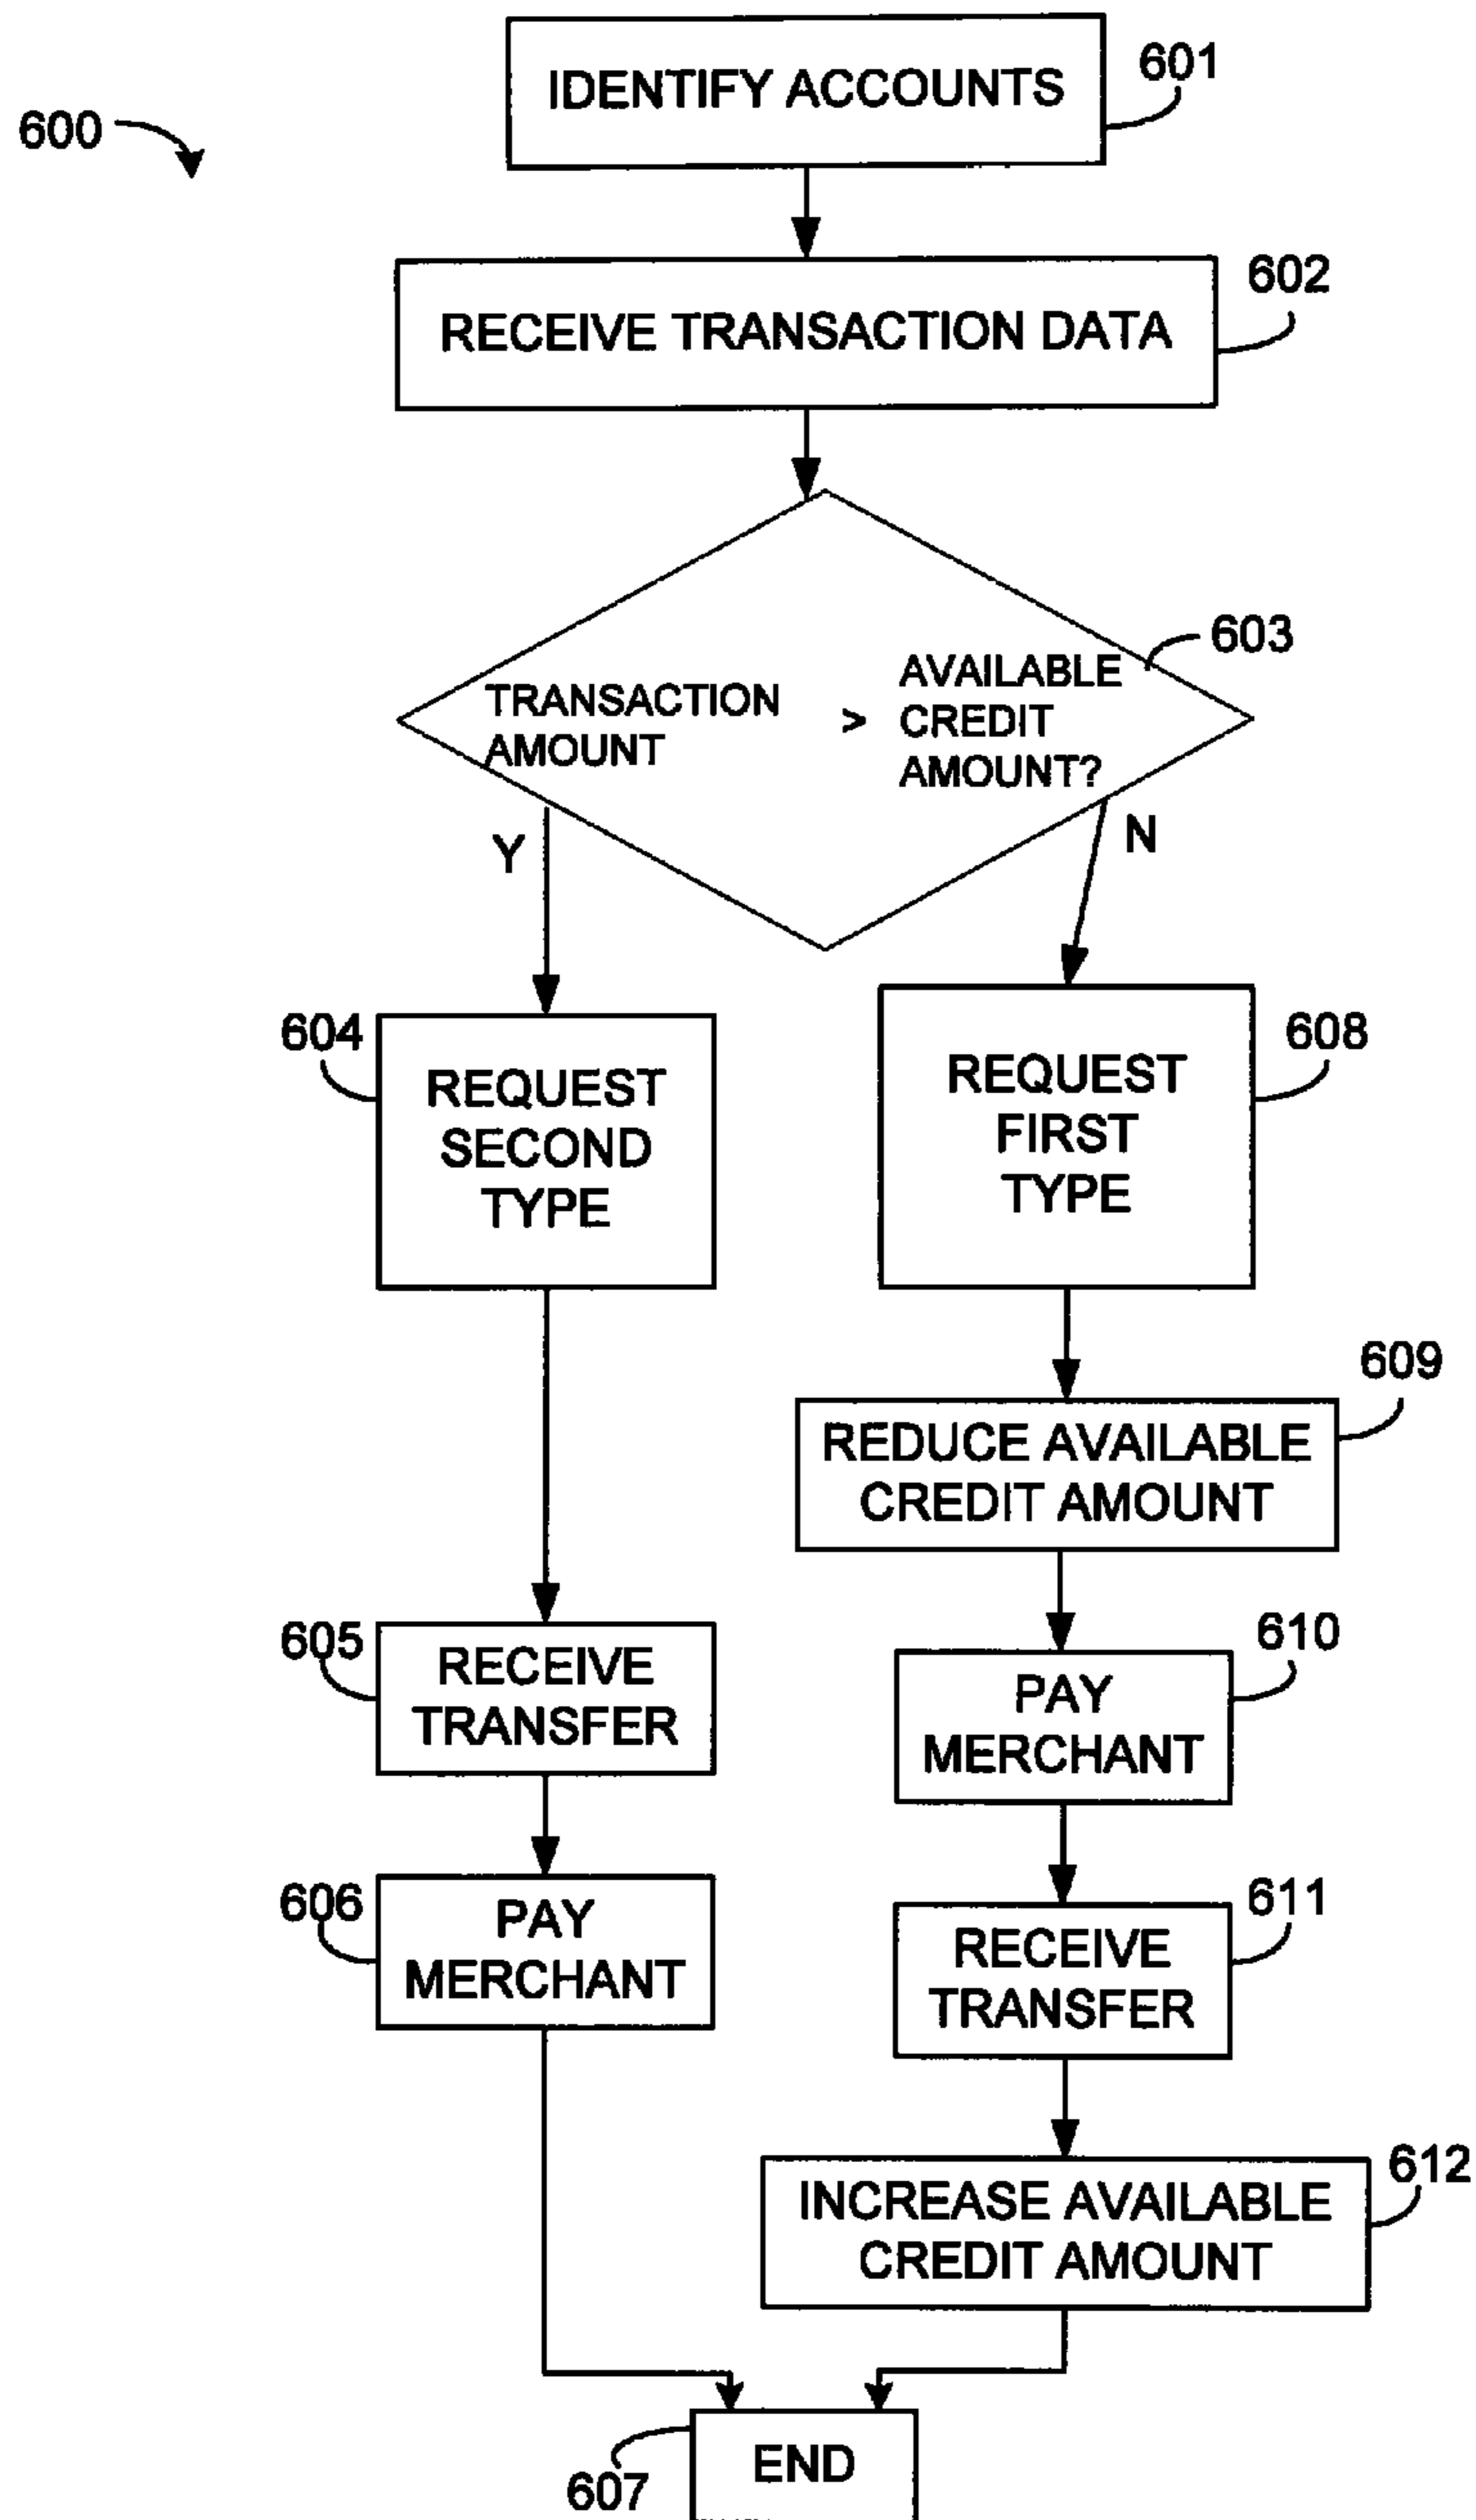 600
IDENTIFY ACCOUNTS
601
RECEIVE TRANSACTION DATA
602
TRANSACTION
AMOUNT
>
AVAILABLE
CREDIT
AMOUNT?
603
Y
N
604
REQUEST
SECOND
TYPE
REQUEST
FIRST
TYPE
608
REDUCE AVAILABLE
CREDIT AMOUNT
609
605
RECEIVE
TRANSFER
PAY
MERCHANT
610
606
PAY
MERCHANT
RECEIVE
TRANSFER
611
INCREASE AVAILABLE
CREDIT AMOUNT
612
END
607